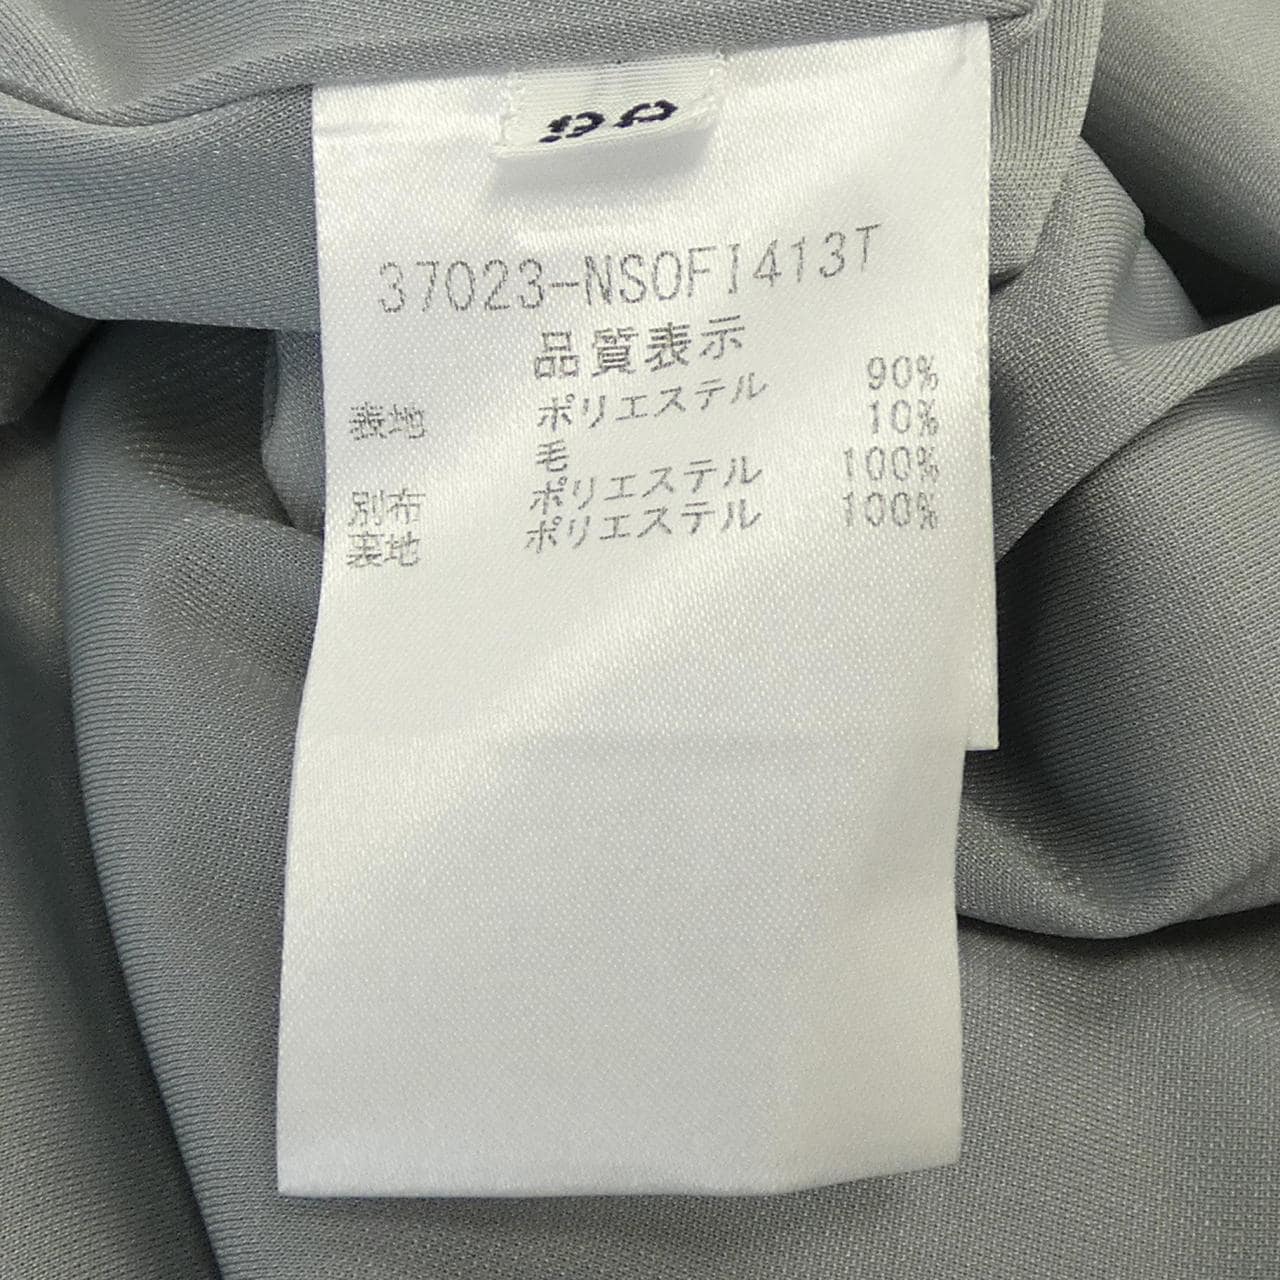 37023-NSOFI413T
品質表示
表地 ポリエステル 90%
毛 10%
別布 ポリエステル 100%
裏地 ポリエステル 100%